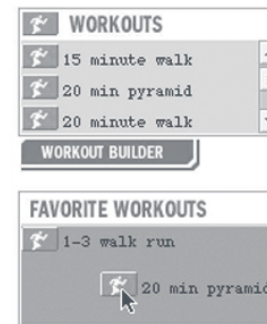 WORKOUTS
15 minute walk
20 min pyramid
20 minute walk
WORKOUT BUILDER
FAVORITE WORKOUTS
1-3 walk run
20 min pyramid